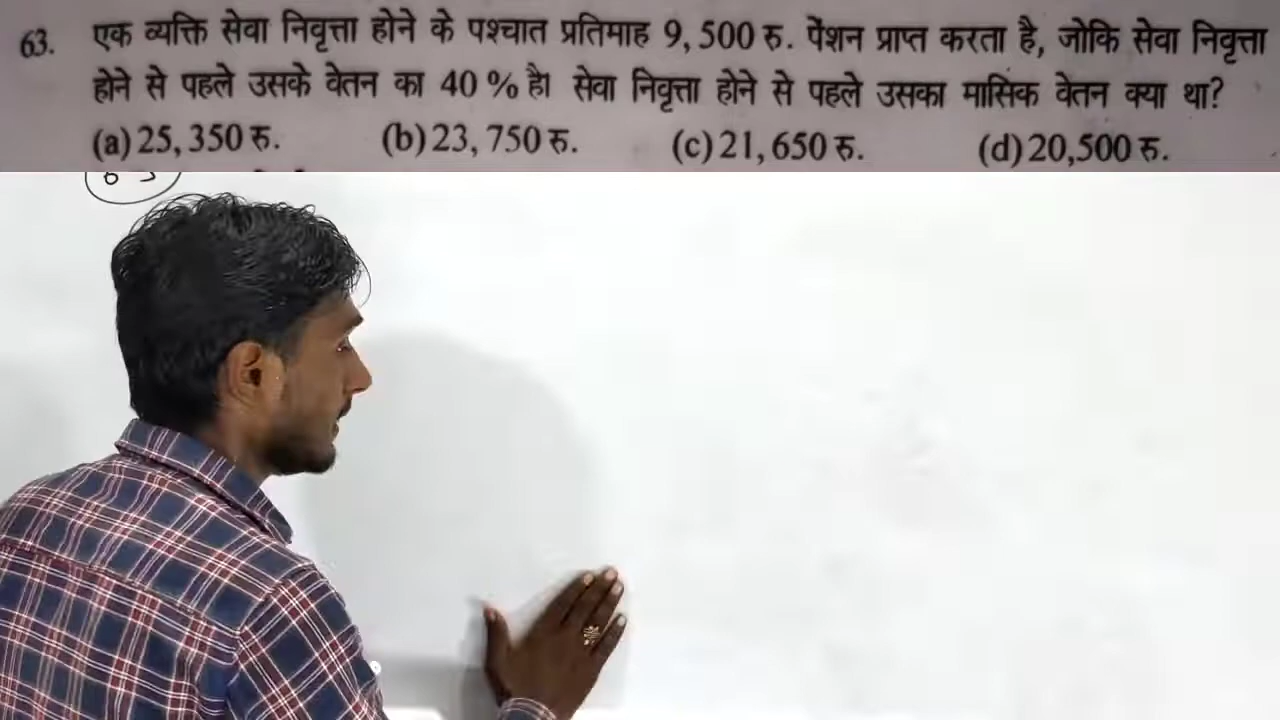 63. एक व्यक्ति सेवा निवृत्ता होने के पश्चात प्रतिमाह 9,500 रु. पेंशन प्राप्त करता है, जोकि सेवा निवृत्ता
होने से पहले उसके वेतन का 40 % है। सेवा निवृत्ता होने से पहले उसका मासिक वेतन क्या था?
(a) 25,350 रु. (b) 23,750 रु. (c) 21,650 रु. (d) 20,500 रु.